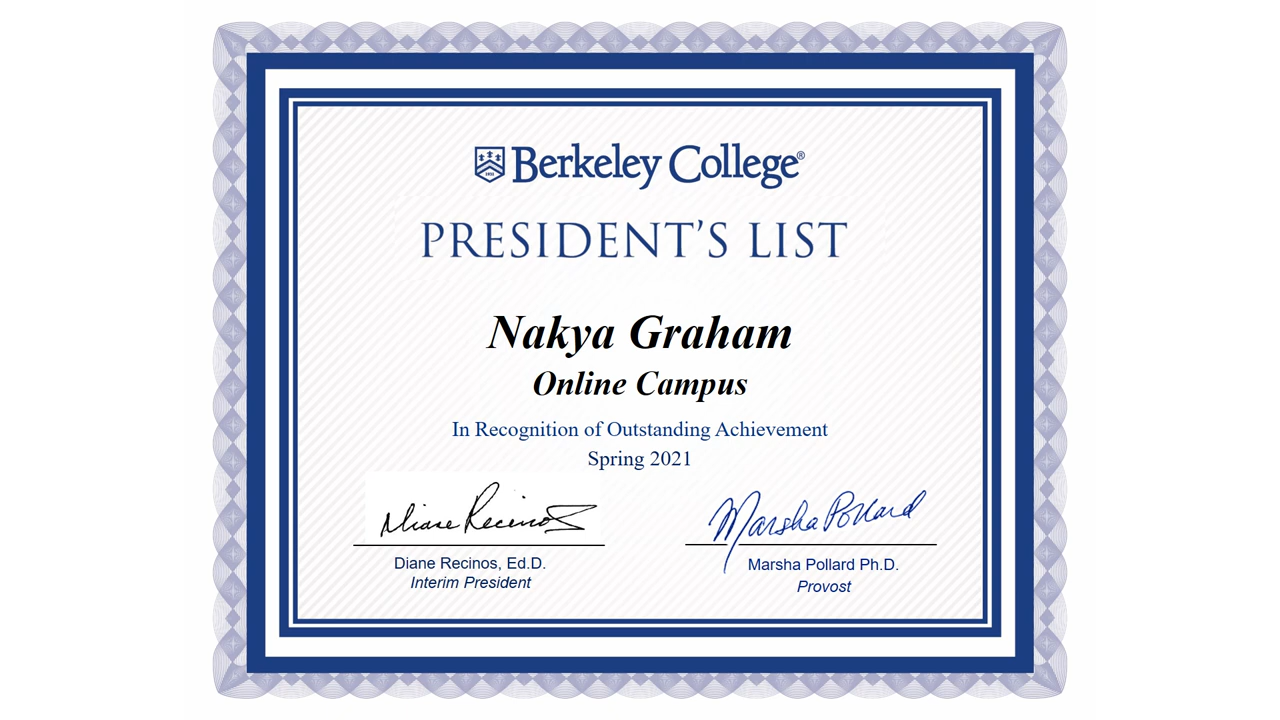 Berkeley College®
PRESIDENT'S LIST
Nakya Graham
Online Campus
In Recognition of Outstanding Achievement
Spring 2021
Diane Recinos
Marsha Pollard
Diane Recinos, Ed.D.
Marsha Pollard Ph.D.
Interim President
Provost